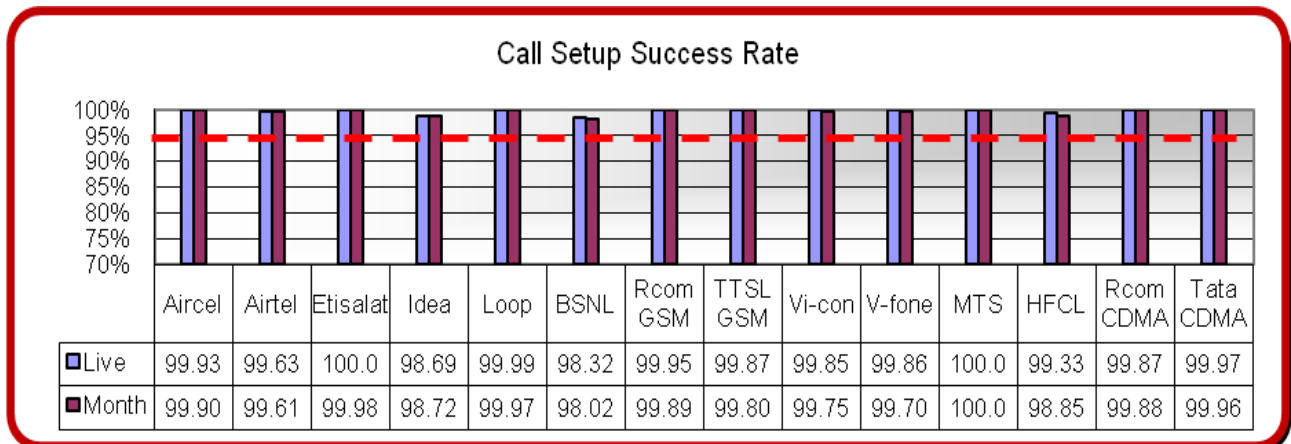 Call Setup Success Rate
100%
95%
90%
85%
80%
75%
70%
Aircel Airtel Etisalat Idea Loop BSNL Rcom GSM TTSL GSM Vi-con V-fone MTS HFCL Rcom CDMA Tata CDMA
Live 99.93 99.63 100.0 98.69 99.99 98.32 99.95 99.87 99.85 99.86 100.0 99.33 99.87 99.97
Month 99.90 99.61 99.98 98.72 99.97 98.02 99.89 99.80 99.75 99.70 100.0 98.85 99.88 99.96